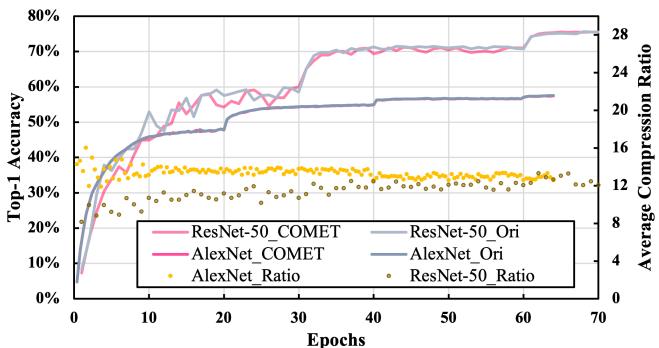 80%
70%
60%
50%
40%
30%
20%
10%
0%
Top-1 Accuracy
28
24
20
16
12
8
4
0
Average Compression Ratio
ResNet-50_COMET
ResNet-50_Ori
AlexNet_COMET
AlexNet_Ori
AlexNet_Ratio
ResNet-50_Ratio
0 10 20 30 40 50 60 70
Epochs